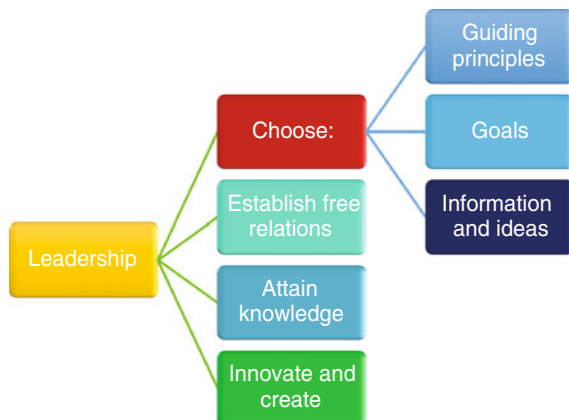 Leadership
Choose:
Establish free
relations
Attain
knowledge
Innovate and
create
Guiding
principles
Goals
Information
and ideas